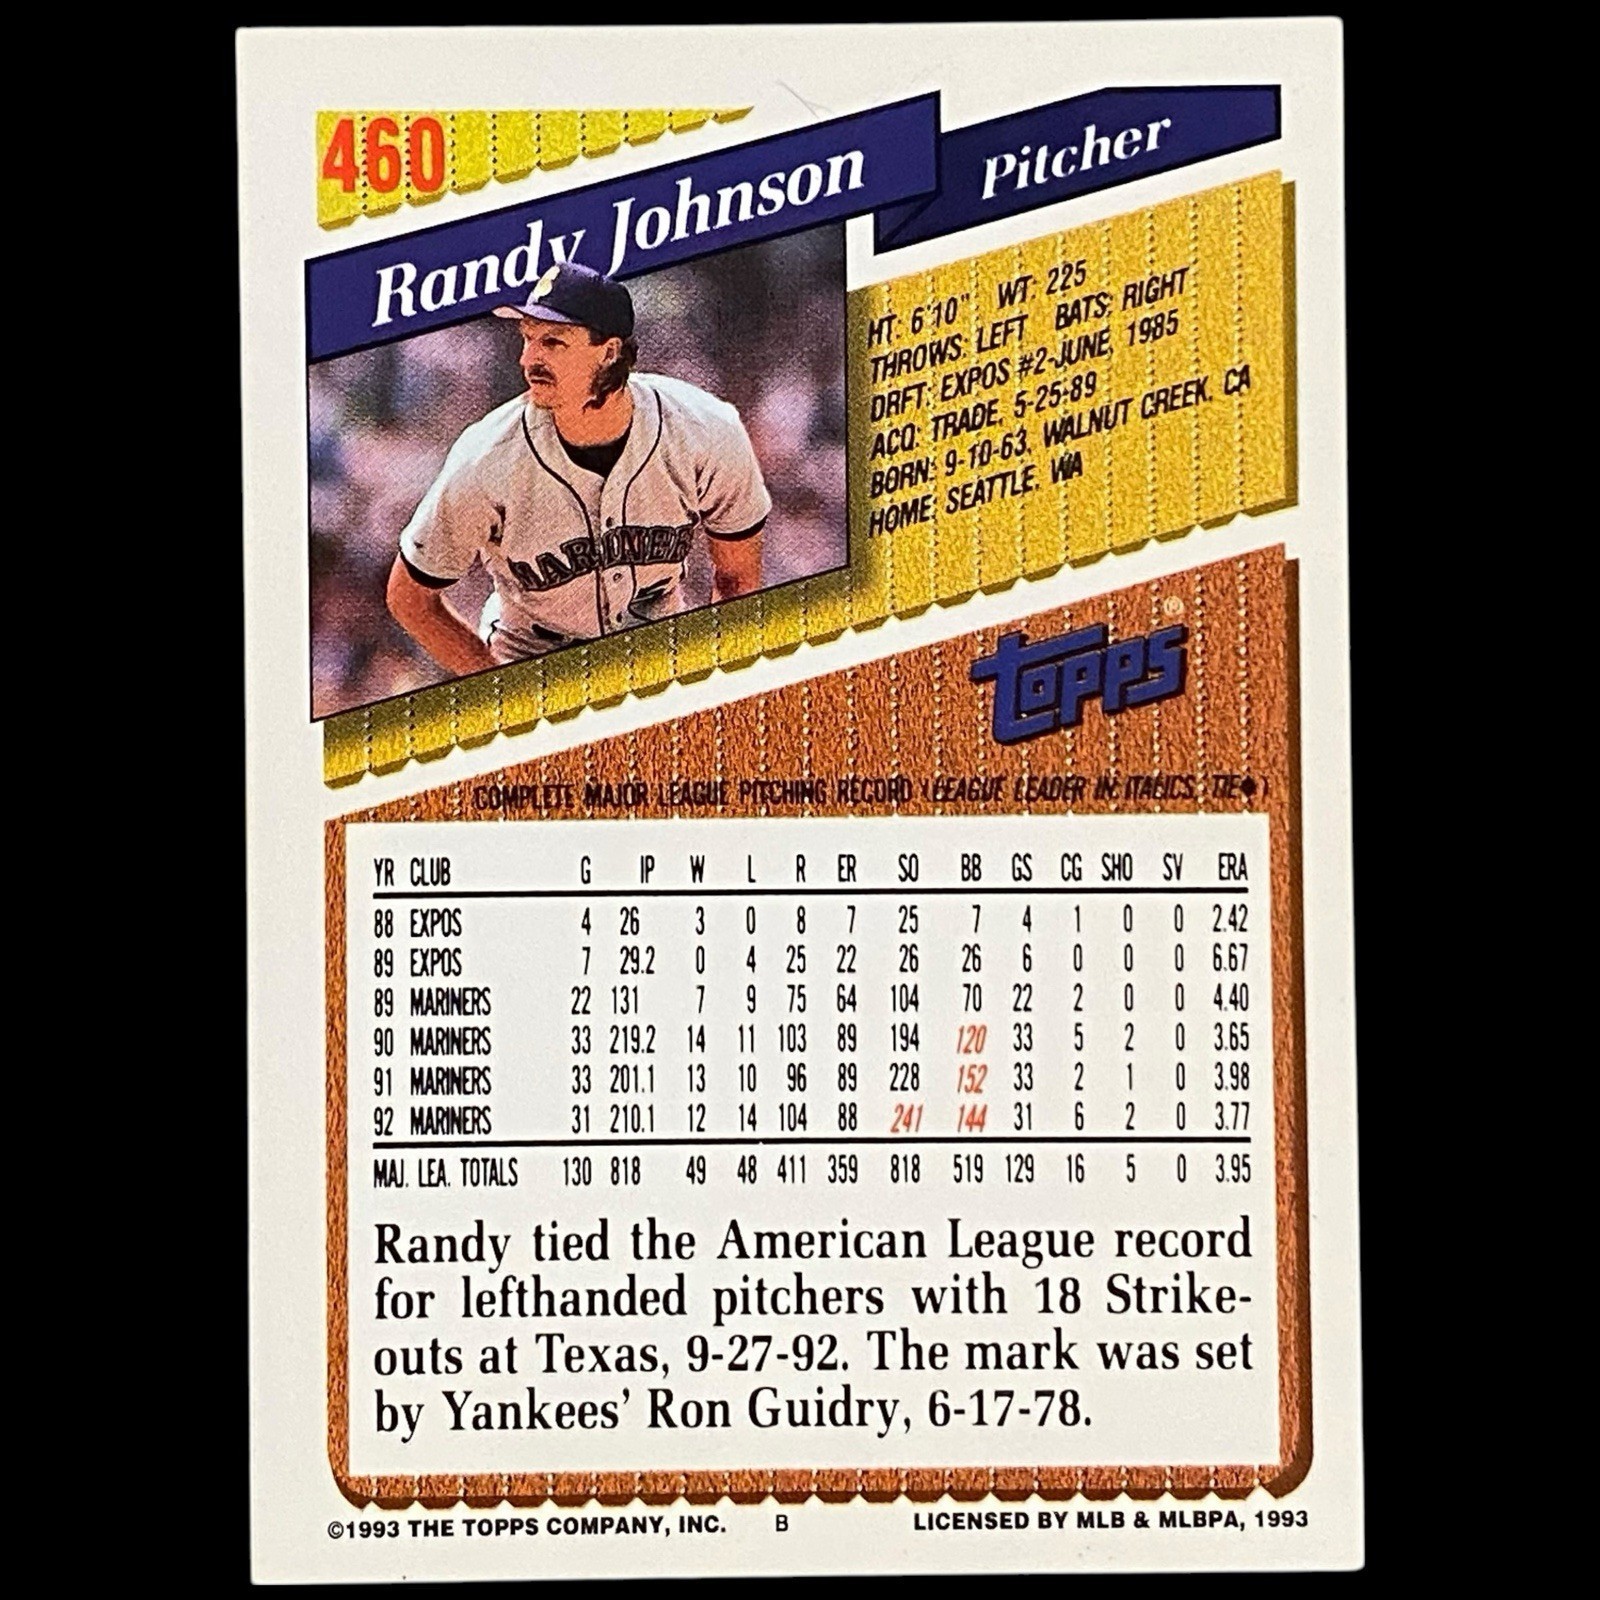 460
Randy Johnson
Pitcher
HT: 6'10" WT: 225
THROWS: LEFT BATS: RIGHT
DRFT: EXPOS #2-JUNE, 1985
ACQ: TRADE, 5-25-89
BORN: 9-10-63, WALNUT CREEK, CA
HOME: SEATTLE, WA
MARINERS
TOPPS®
COMPLETE MAJOR LEAGUE PITCHING RECORD (LEAGUE LEADER IN ITALICS, TIE◆)
YR CLUB G IP W L R ER SO BB GS CG SHO SV ERA
88 EXPOS 4 26 3 0 8 7 25 7 4 1 0 0 2.42
89 EXPOS 7 29.2 0 4 25 22 26 26 6 0 0 0 6.67
89 MARINERS 22 131 7 9 75 64 104 70 22 2 0 0 4.40
90 MARINERS 33 219.2 14 11 103 89 194 120 33 5 2 0 3.65
91 MARINERS 33 201.1 13 10 96 89 228 152 33 2 1 0 3.98
92 MARINERS 31 210.1 12 14 104 88 241 144 31 6 2 0 3.77
MAJ. LEA. TOTALS 130 818 49 48 411 359 818 519 129 16 5 0 3.95
Randy tied the American League record
for lefthanded pitchers with 18 Strike-
outs at Texas, 9-27-92. The mark was set
by Yankees' Ron Guidry, 6-17-78.
©1993 THE TOPPS COMPANY, INC. B LICENSED BY MLB & MLBPA, 1993